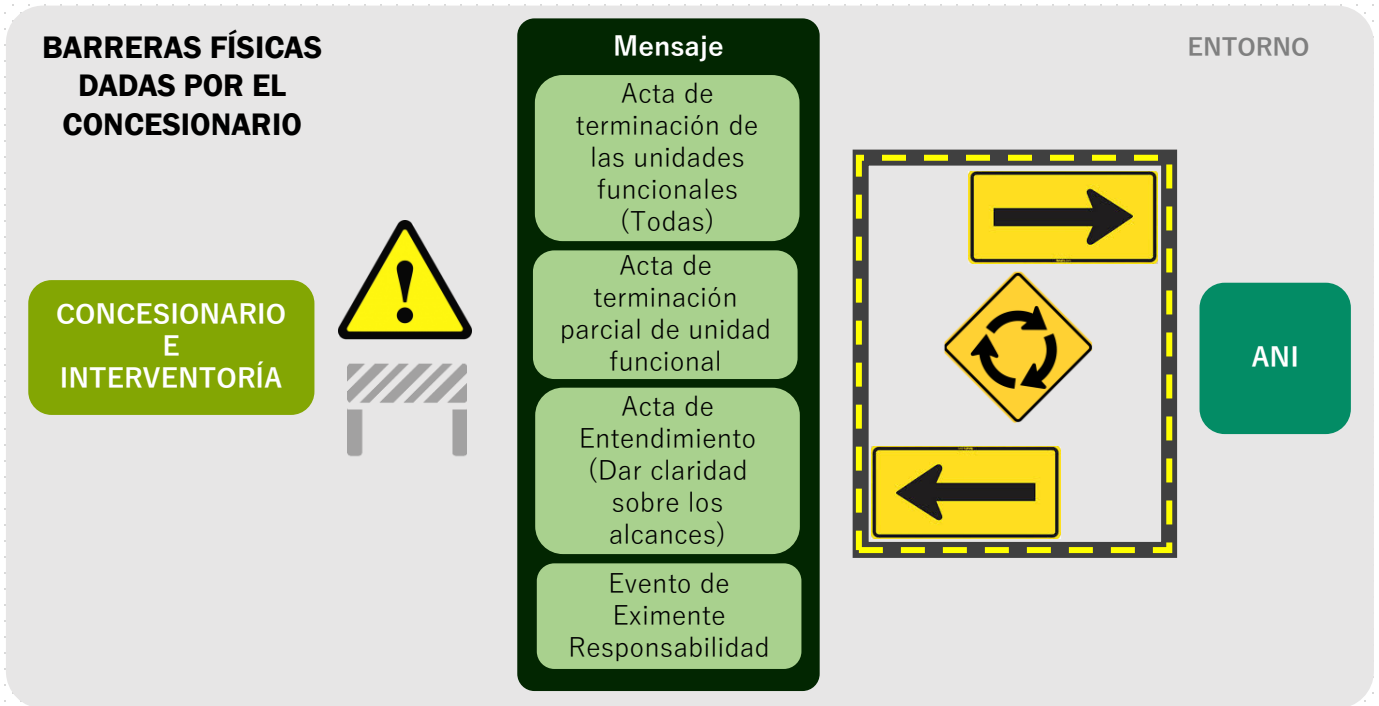 BARRERAS FÍSICAS
DADAS POR EL
CONCESIONARIO
CONCESIONARIO
E
INTERVENTORÍA
Mensaje
Acta de
terminación de
las unidades
funcionales
(Todas)
Acta de
terminación
parcial de unidad
funcional
Acta de
Entendimiento
(Dar claridad
sobre los
alcances)
Evento de
Eximente
Responsabilidad
ENTORNO
ANI